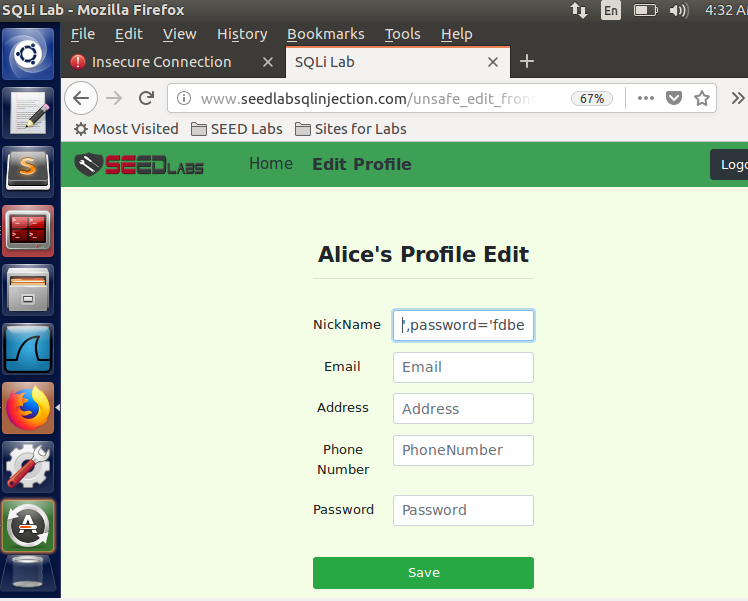 SQLi Lab - Mozilla Firefox
En
4:32 AM
File Edit View History Bookmarks Tools Help
Insecure Connection
SQLi Lab
www.seedlabsqlinjection.com/unsafe_edit_fron
67%
Most Visited SEED Labs Sites for Labs
SEEDLABS
Home Edit Profile
Logo
Alice's Profile Edit
NickName
',password='fdbe
Email
Email
Address
Address
Phone
Number
PhoneNumber
Password
Password
Save